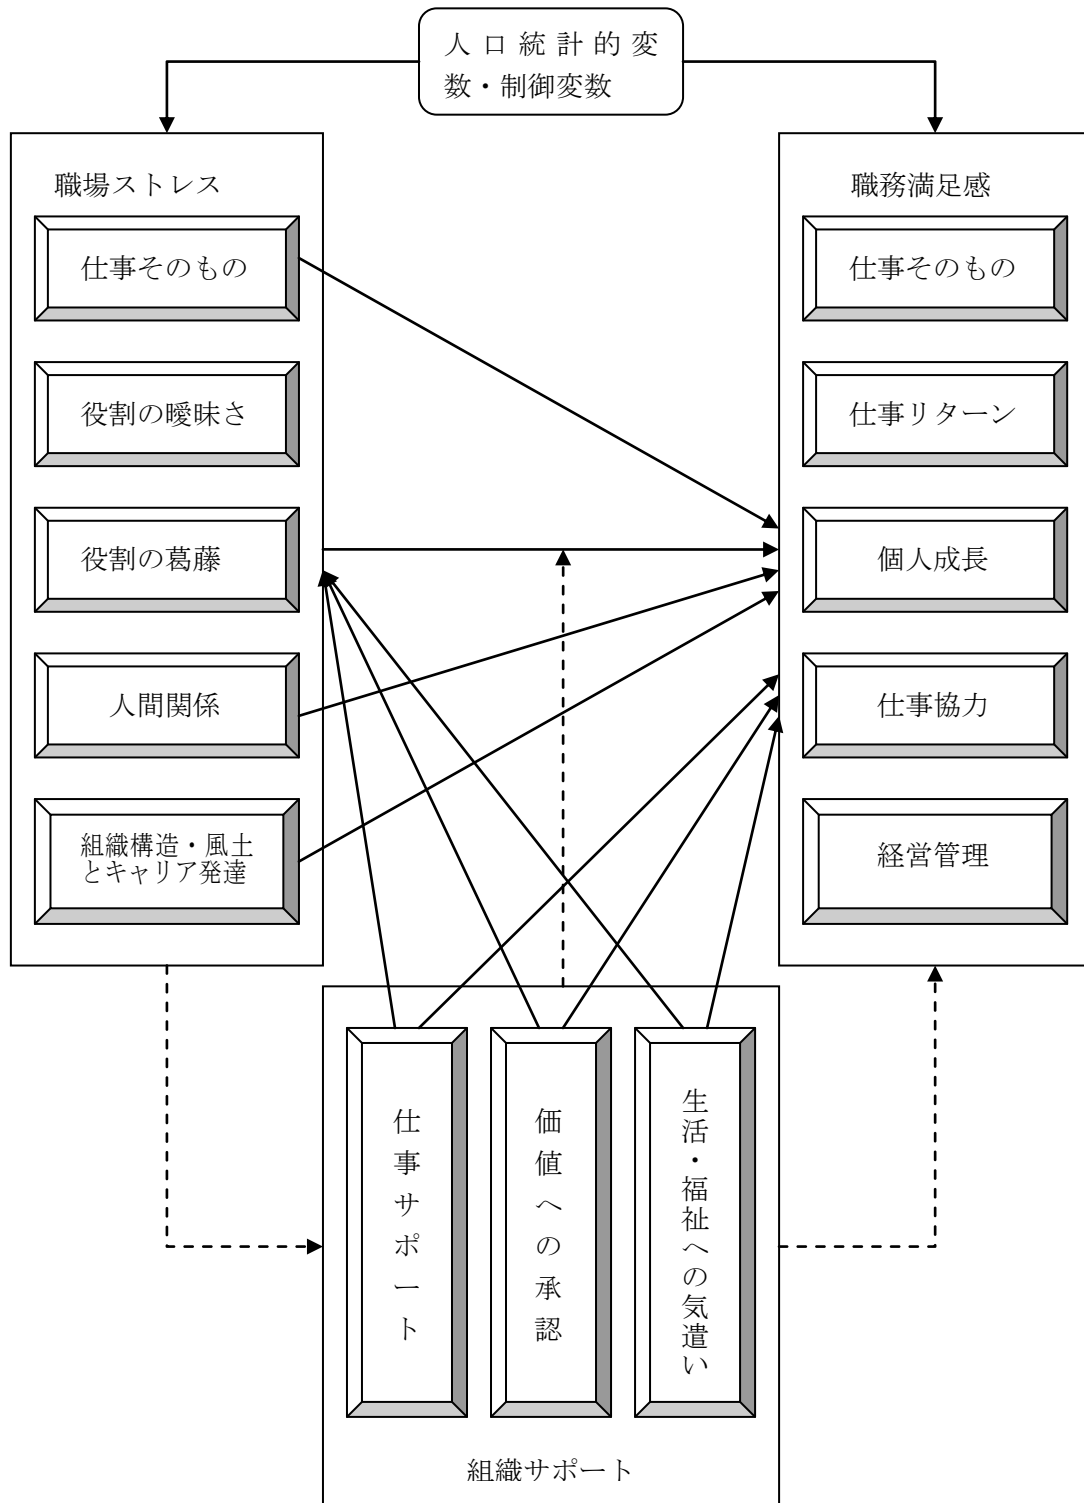 人口統計的変
数・制御変数
職場ストレス
仕事そのもの
役割の曖昧さ
役割の葛藤
人間関係
組織構造・風土
とキャリア発達
職務満足感
仕事そのもの
仕事リターン
個人成長
仕事協力
経営管理
仕事サポート
価値への承認
生活・福祉への気遣い
組織サポート